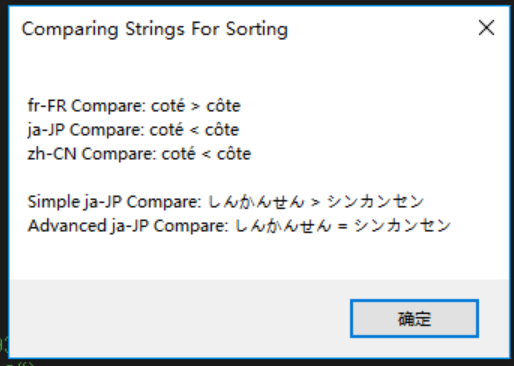 Comparing Strings For Sorting
fr-FR Compare: coté > côte
ja-JP Compare: coté < côte
zh-CN Compare: coté < côte
Simple ja-JP Compare: しんかんせん > シンカンセン
Advanced ja-JP Compare: しんかんせん = シンカンセン
确定